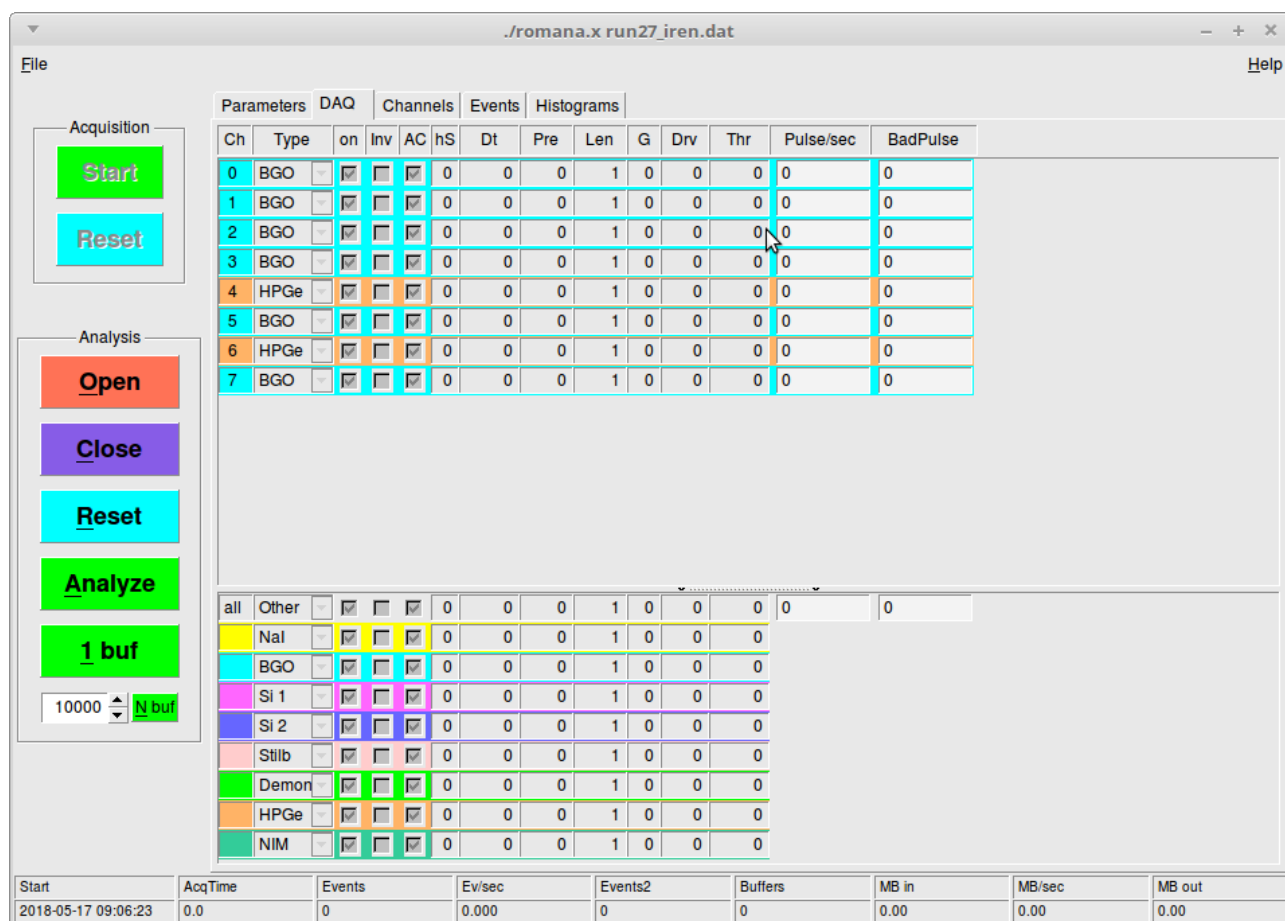 ./romana.x run27_iren.dat
File Help
Parameters DAQ Channels Events Histograms
Acquisition
Start
Reset
Analysis
Open
Close
Reset
Analyze
1 buf
10000 N buf
Ch Type on Inv AC hS Dt Pre Len G Drv Thr Pulse/sec BadPulse
0 BGO 0 0 0 1 0 0 0 0 0
1 BGO 0 0 0 1 0 0 0 0 0
2 BGO 0 0 0 1 0 0 0 0 0
3 BGO 0 0 0 1 0 0 0 0 0
4 HPGe 0 0 0 1 0 0 0 0 0
5 BGO 0 0 0 1 0 0 0 0 0
6 HPGe 0 0 0 1 0 0 0 0 0
7 BGO 0 0 0 1 0 0 0 0 0
all Other 0 0 0 1 0 0 0 0 0
NaI 0 0 0 1 0 0 0
BGO 0 0 0 1 0 0 0
Si 1 0 0 0 1 0 0 0
Si 2 0 0 0 1 0 0 0
Stilb 0 0 0 1 0 0 0
Demon 0 0 0 1 0 0 0
HPGe 0 0 0 1 0 0 0
NIM 0 0 0 1 0 0 0
Start AcqTime Events Ev/sec Events2 Buffers MB in MB/sec MB out
2018-05-17 09:06:23 0.0 0 0.000 0 0 0.00 0.00 0.00